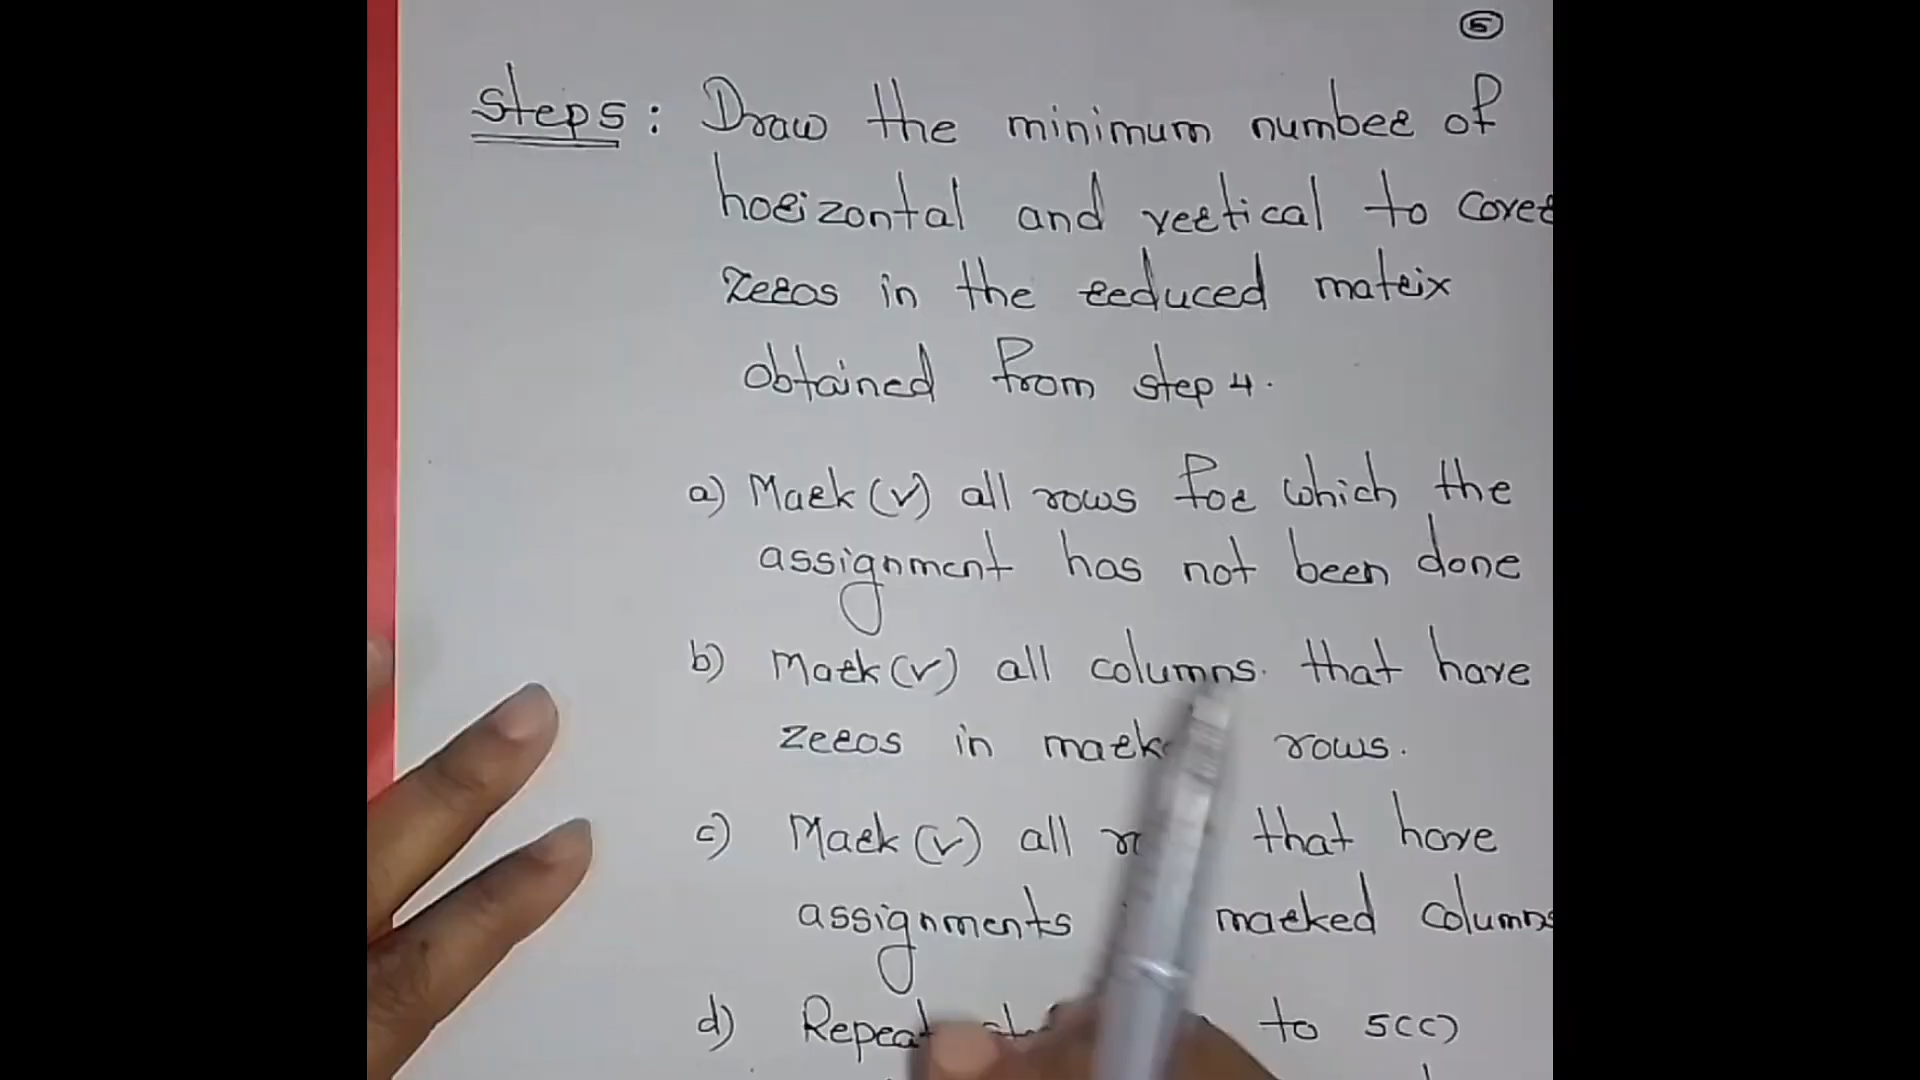 5
Step5: Draw the minimum number of
horizontal and vertical to cover
zeros in the reduced matrix
obtained from step 4.
a) Mark (√) all rows for which the
assignment has not been done
b) Mark (√) all columns. that have
zeros in rows.
c) Mark (√) all that have
assignments marked columns
d) Repeat to 5(c)